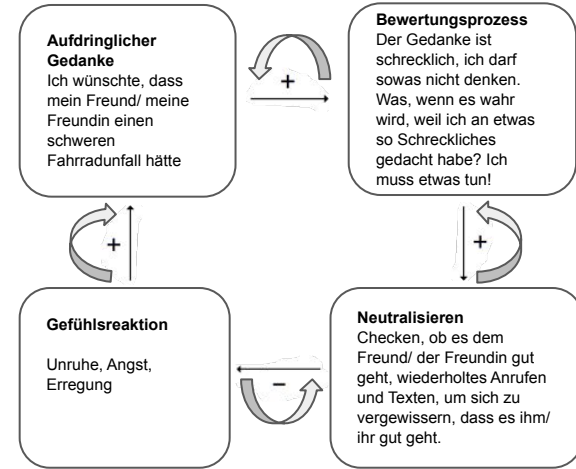 Aufdringlicher
Gedanke
Ich wünschte, dass
mein Freund/ meine
Freundin einen
schweren
Fahrradunfall hätte
+
Bewertungsprozess
Der Gedanke ist
schrecklich, ich darf
sowas nicht denken.
Was, wenn es wahr
wird, weil ich an etwas
so Schreckliches
gedacht habe? Ich
muss etwas tun!
+
+
Gefühlsreaktion
Unruhe, Angst,
Erregung
–
Neutralisieren
Checken, ob es dem
Freund/ der Freundin gut
geht, wiederholtes Anrufen
und Texten, um sich zu
vergewissern, dass es ihm/
ihr gut geht.